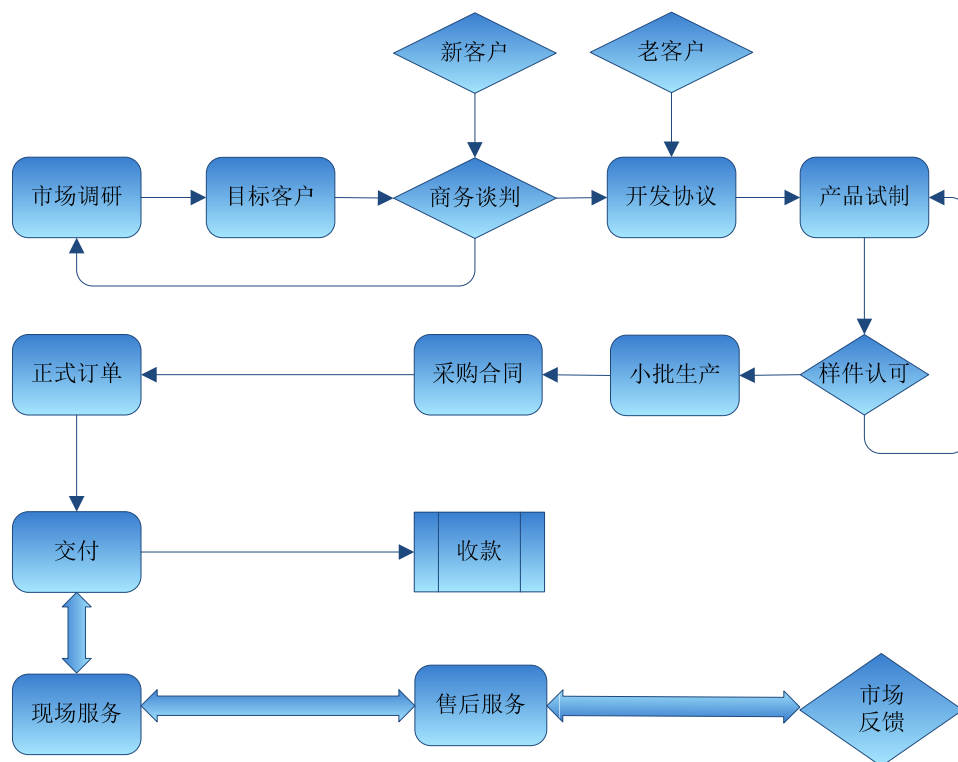 新客户
老客户
市场调研
目标客户
商务谈判
开发协议
产品试制
正式订单
采购合同
小批生产
样件认可
交付
收款
现场服务
售后服务
市场
反馈